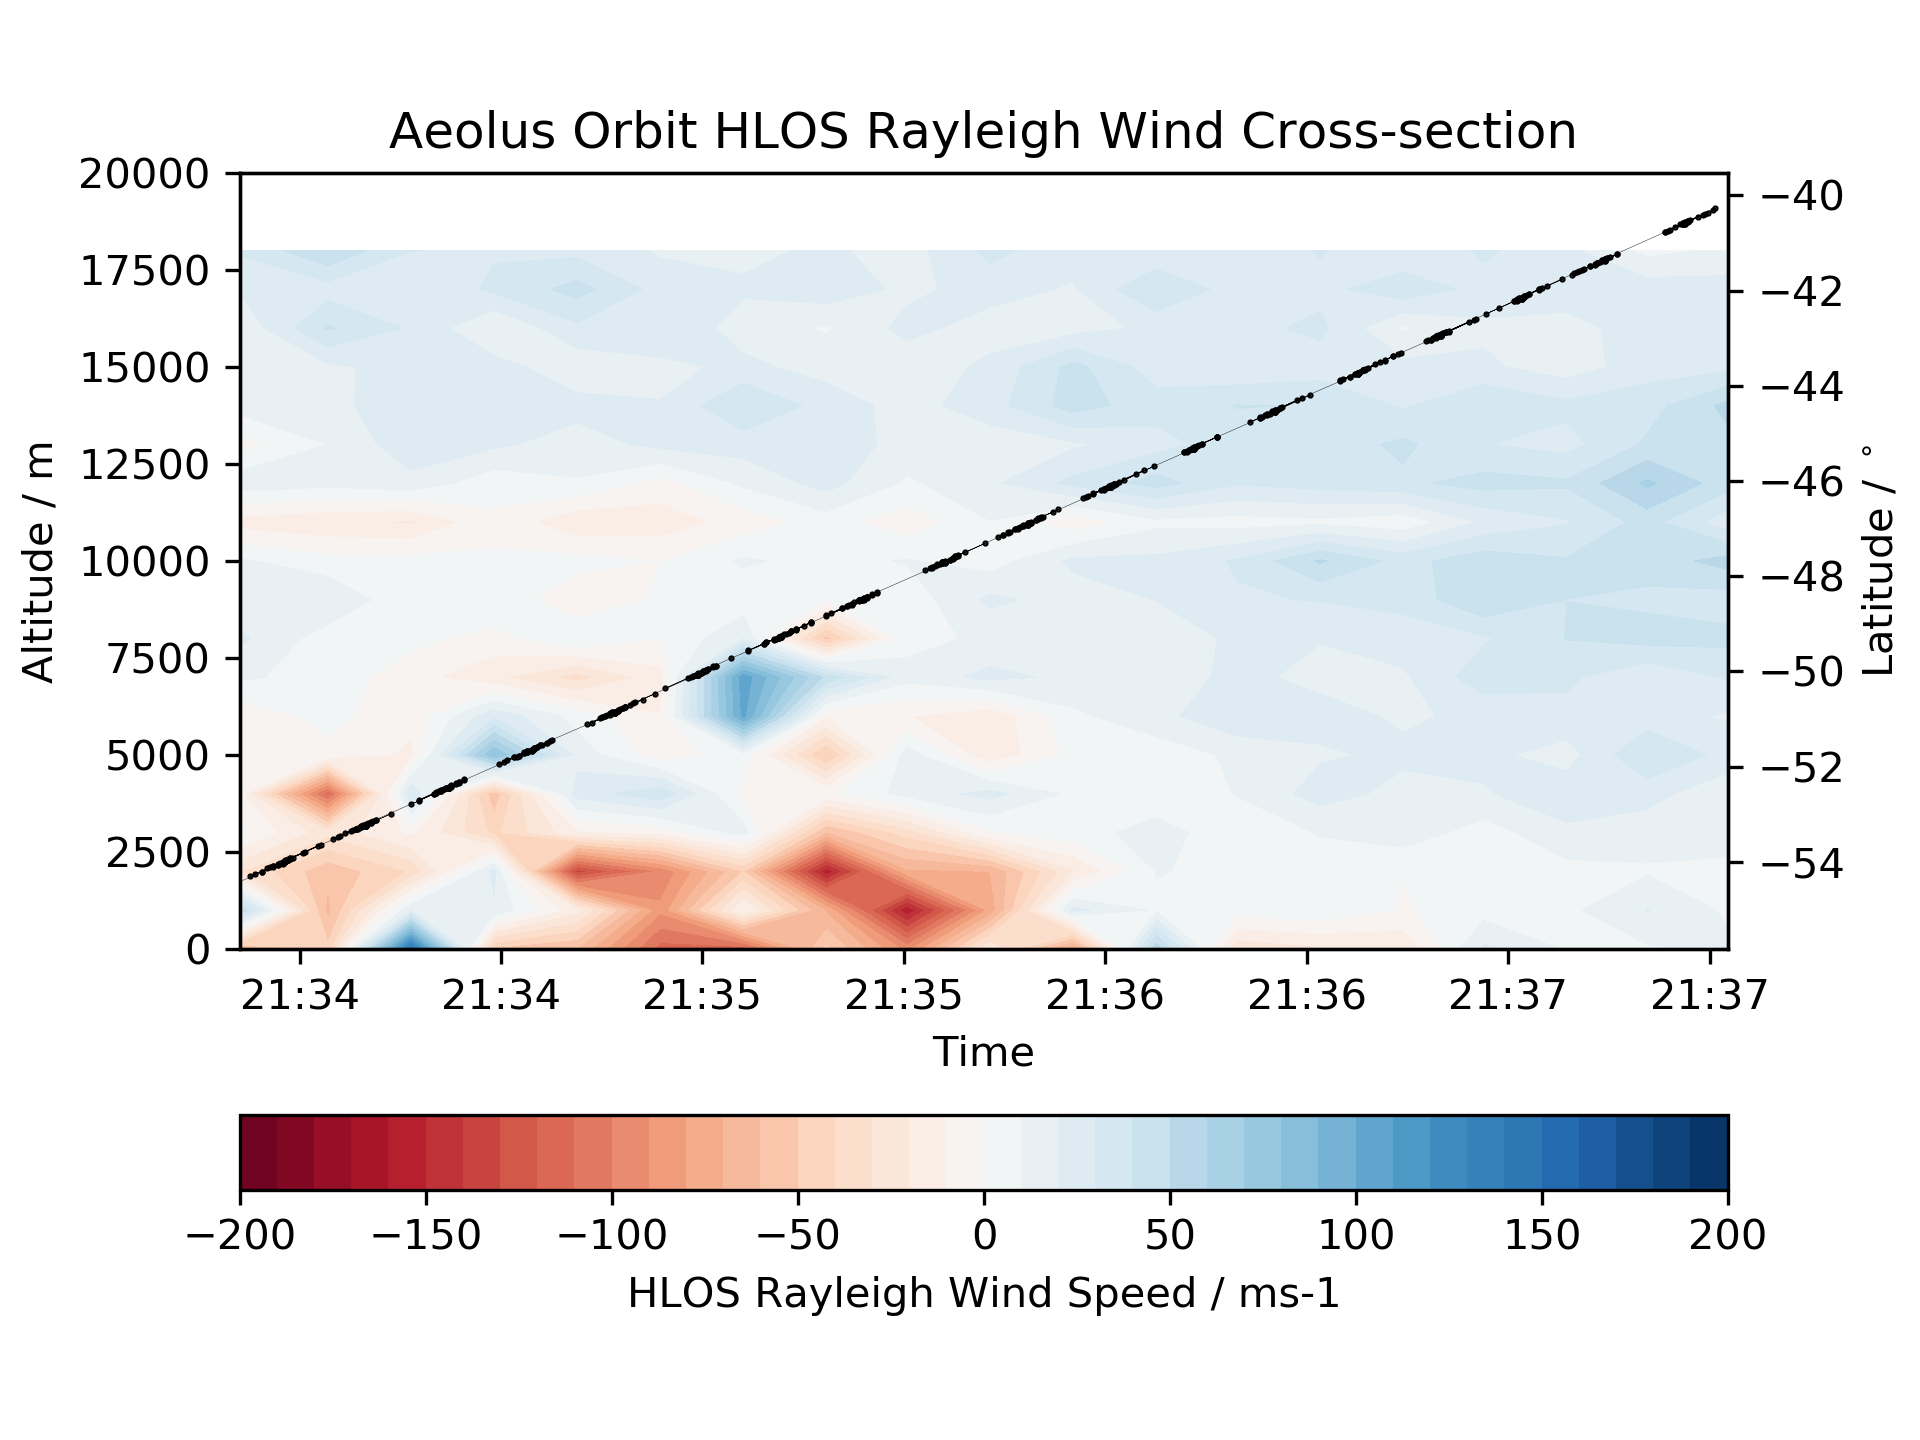 Aeolus Orbit HLOS Rayleigh Wind Cross-section
20000
17500
15000
12500
10000
7500
5000
2500
0
Altitude / m
−40
−42
−44
−46
−48
−50
−52
−54
Latitude / °
21:34 21:34 21:35 21:35 21:36 21:36 21:37 21:37
Time
−200 −150 −100 −50 0 50 100 150 200
HLOS Rayleigh Wind Speed / ms-1